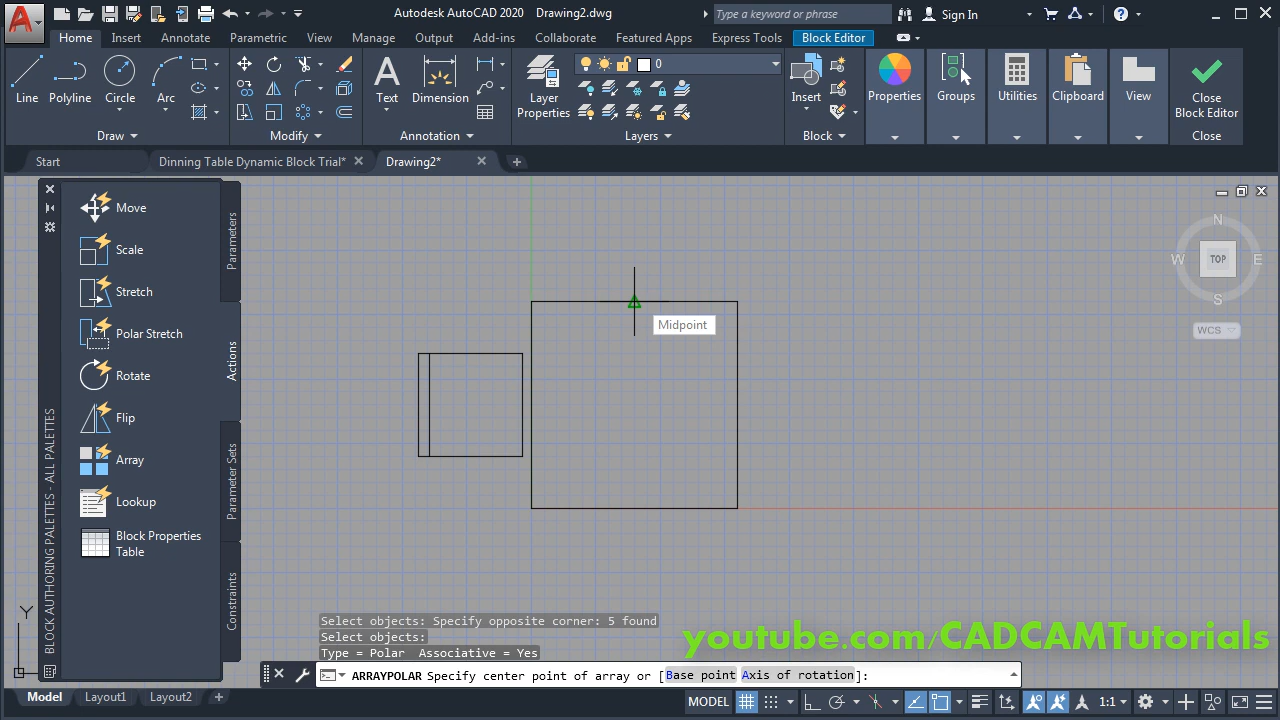 Autodesk AutoCAD 2020 Drawing2.dwg
Type a keyword or phrase
Sign In
Home Insert Annotate Parametric View Manage Output Add-ins Collaborate Featured Apps Express Tools Block Editor
Line Polyline Circle Arc
Text Dimension
Layer Properties
0
Insert
Properties
Groups
Utilities
Clipboard
View
Close Block Editor
Draw Modify Annotation Layers Block Close
Start
Dinning Table Dynamic Block Trial*
Drawing2*
Move
Scale
Stretch
Polar Stretch
Rotate
Flip
Array
Lookup
Block Properties
Table
Parameters
Actions
Parameter Sets
Constraints
BLOCK AUTHORING PALETTES - ALL PALETTES
N
W TOP E
S
WCS
Midpoint
Y
X
Select objects: Specify opposite corner: 5 found
Select objects:
Type = Polar Associative = Yes
ARRAYPOLAR Specify center point of array or [Base point Axis of rotation]:
youtube.com/CADCAMTutorials
Model Layout1 Layout2
MODEL
1:1